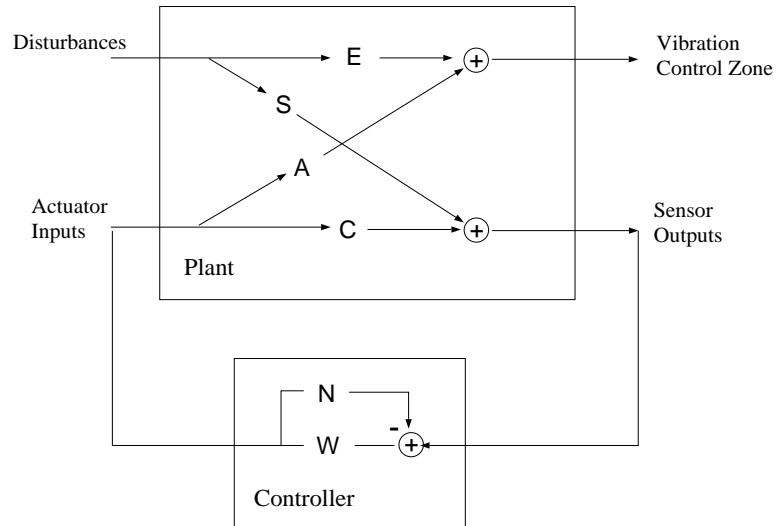 Disturbances
E
+
Vibration
Control Zone
S
A
Actuator
Inputs
C
+
Sensor
Outputs
Plant
N
-
W
+
Controller